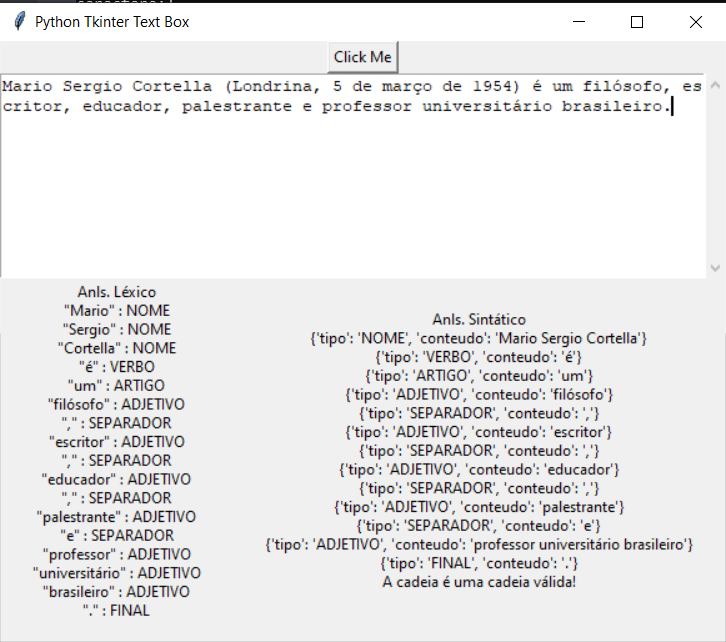 Python Tkinter Text Box
Click Me
Mario Sergio Cortella (Londrina, 5 de março de 1954) é um filósofo, es
critor, educador, palestrante e professor universitário brasileiro.
Anls. Léxico
"Mario" : NOME
"Sergio" : NOME
"Cortella" : NOME
"é" : VERBO
"um" : ARTIGO
"filósofo" : ADJETIVO
"," : SEPARADOR
"escritor" : ADJETIVO
"," : SEPARADOR
"educador" : ADJETIVO
"," : SEPARADOR
"palestrante" : ADJETIVO
"e" : SEPARADOR
"professor" : ADJETIVO
"universitário" : ADJETIVO
"brasileiro" : ADJETIVO
"." : FINAL
Anls. Sintático
{'tipo': 'NOME', 'conteudo': 'Mario Sergio Cortella'}
{'tipo': 'VERBO', 'conteudo': 'é'}
{'tipo': 'ARTIGO', 'conteudo': 'um'}
{'tipo': 'ADJETIVO', 'conteudo': 'filósofo'}
{'tipo': 'SEPARADOR', 'conteudo': ','}
{'tipo': 'ADJETIVO', 'conteudo': 'escritor'}
{'tipo': 'SEPARADOR', 'conteudo': ','}
{'tipo': 'ADJETIVO', 'conteudo': 'educador'}
{'tipo': 'SEPARADOR', 'conteudo': ','}
{'tipo': 'ADJETIVO', 'conteudo': 'palestrante'}
{'tipo': 'SEPARADOR', 'conteudo': 'e'}
{'tipo': 'ADJETIVO', 'conteudo': 'professor universitário brasileiro'}
{'tipo': 'FINAL', 'conteudo': '.'}
A cadeia é uma cadeia válida!